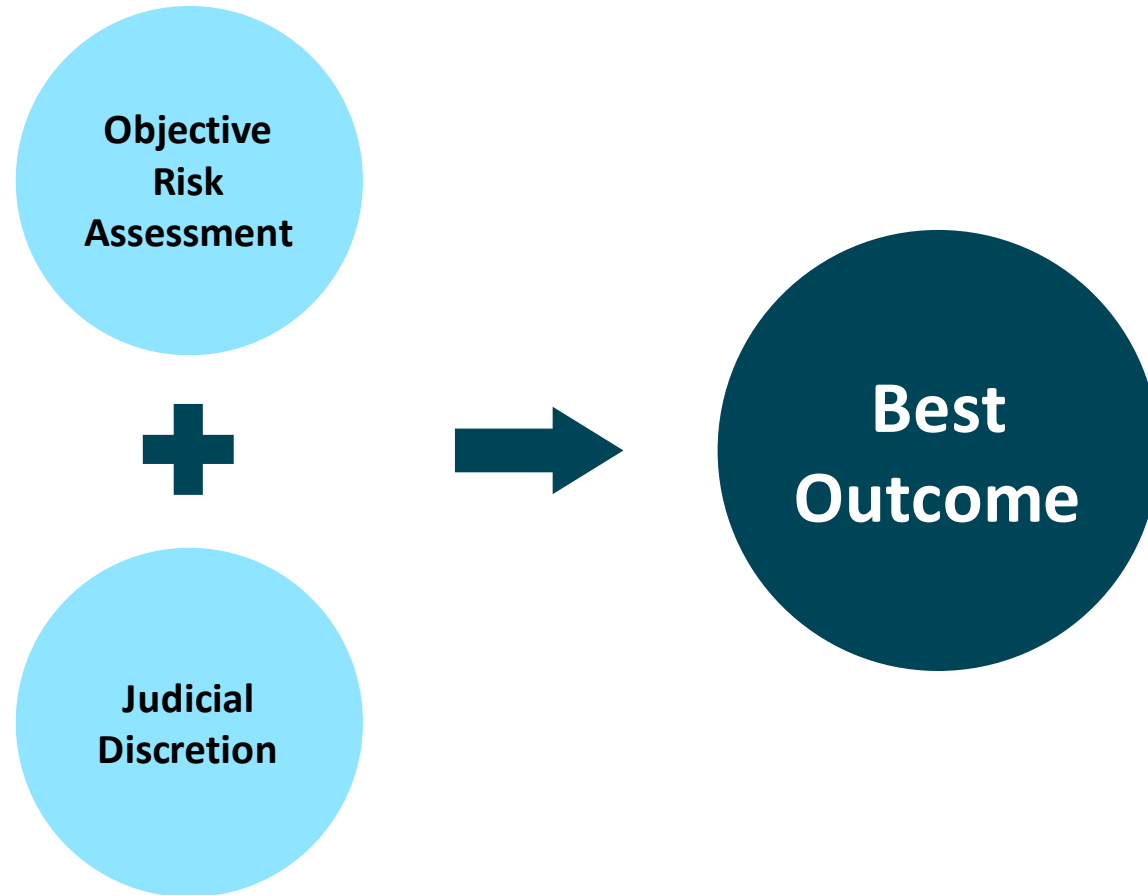 Objective
Risk
Assessment
Judicial
Discretion
Best
Outcome